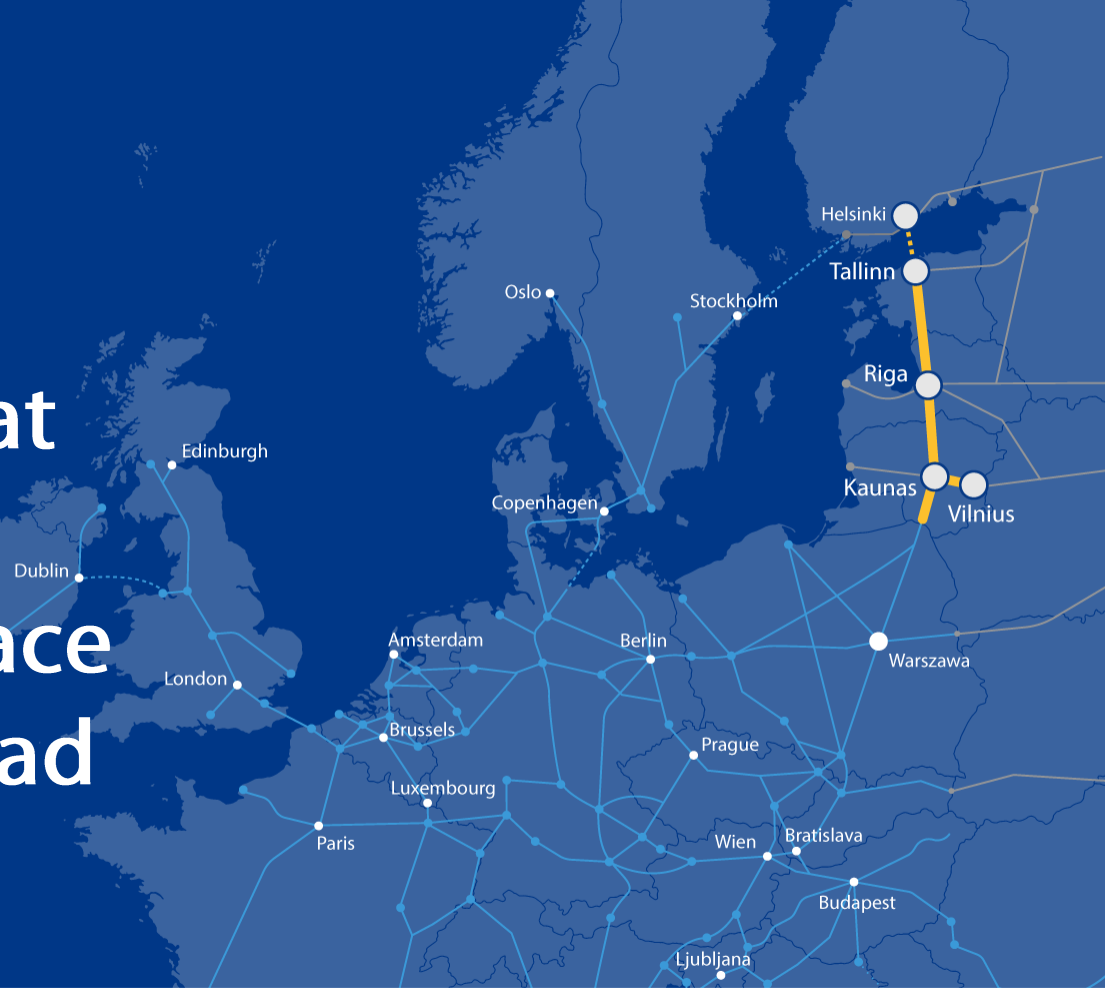 Helsinki
Tallinn
Oslo
Stockholm
Riga
at
Edinburgh
Kaunas
Copenhagen
Vilnius
Dublin
ace
Amsterdam
Berlin
Warszawa
London
Brussels
ad
Prague
Luxembourg
Paris
Wien
Bratislava
Budapest
Ljubljana